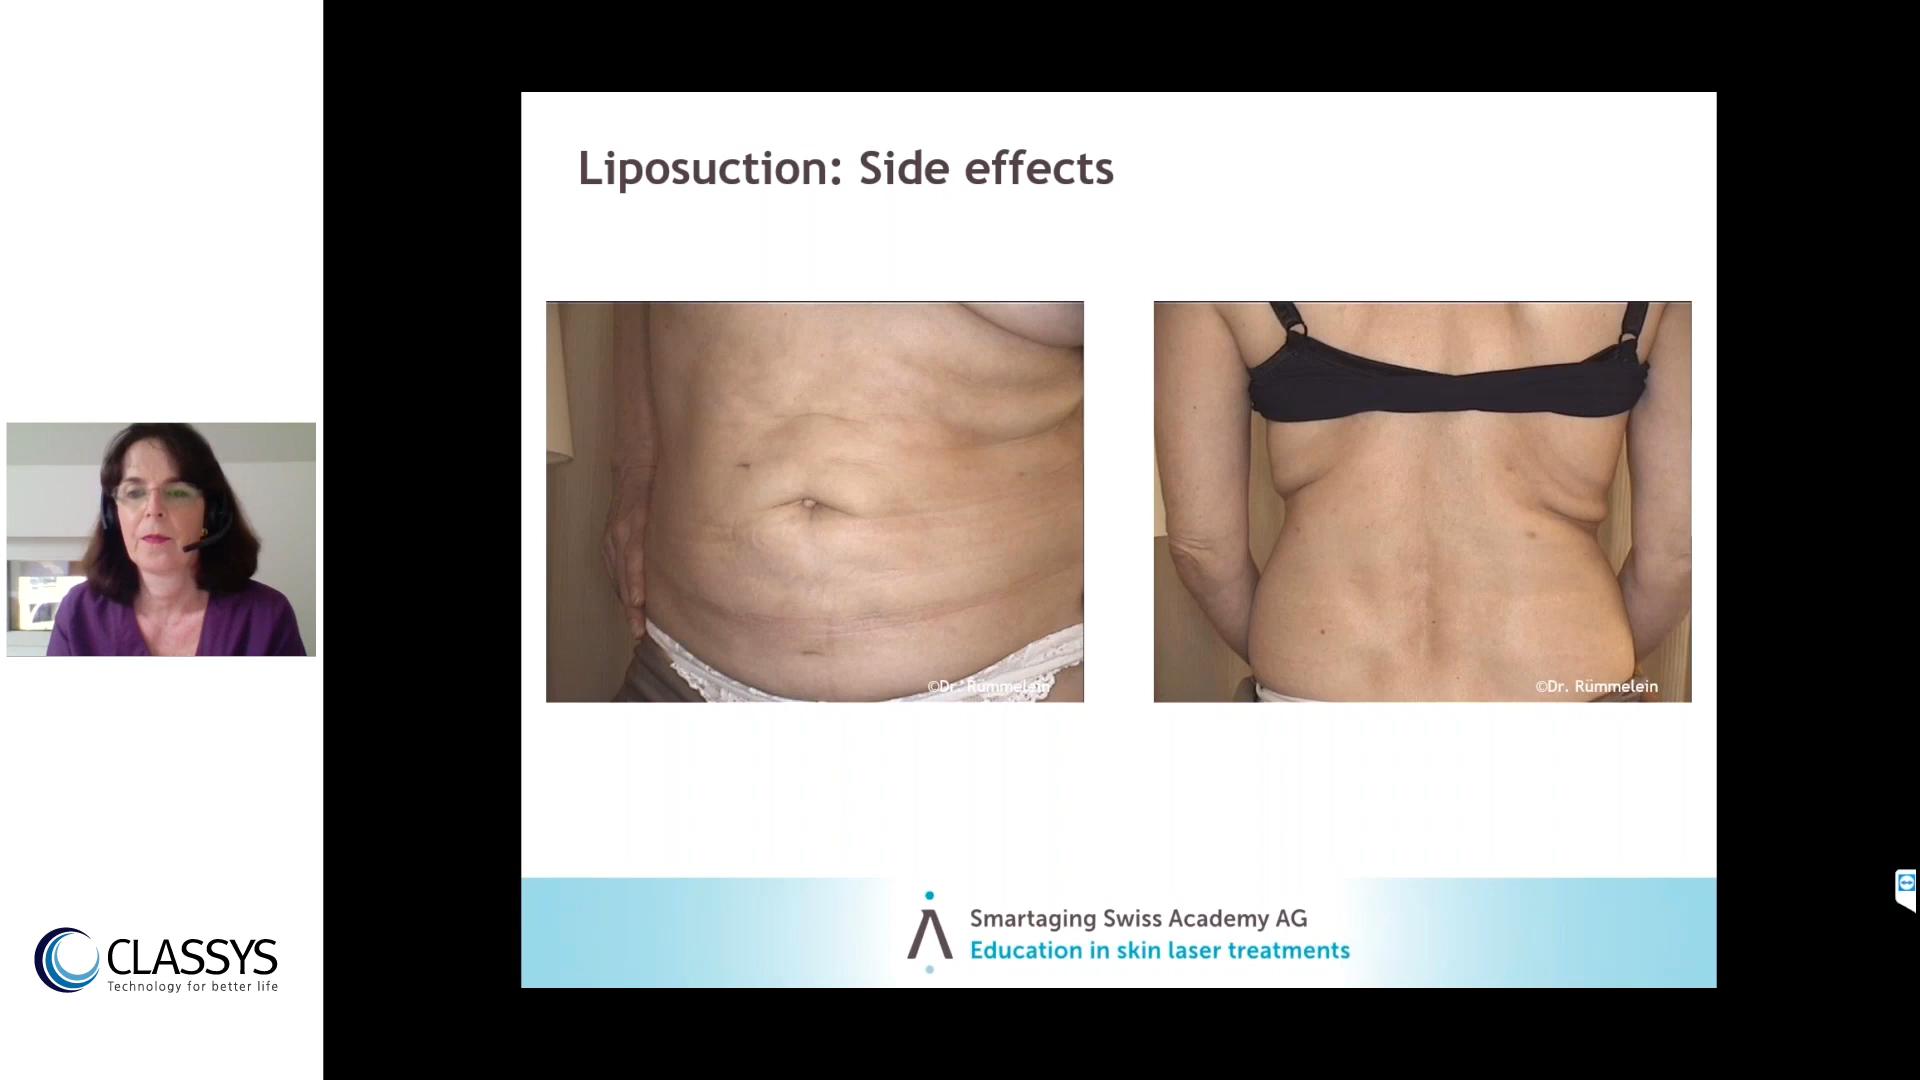 Liposuction: Side effects
©Dr. Rümmelein
©Dr. Rümmelein
CLASSYS
Technology for better life
Smartaging Swiss Academy AG
Education in skin laser treatments